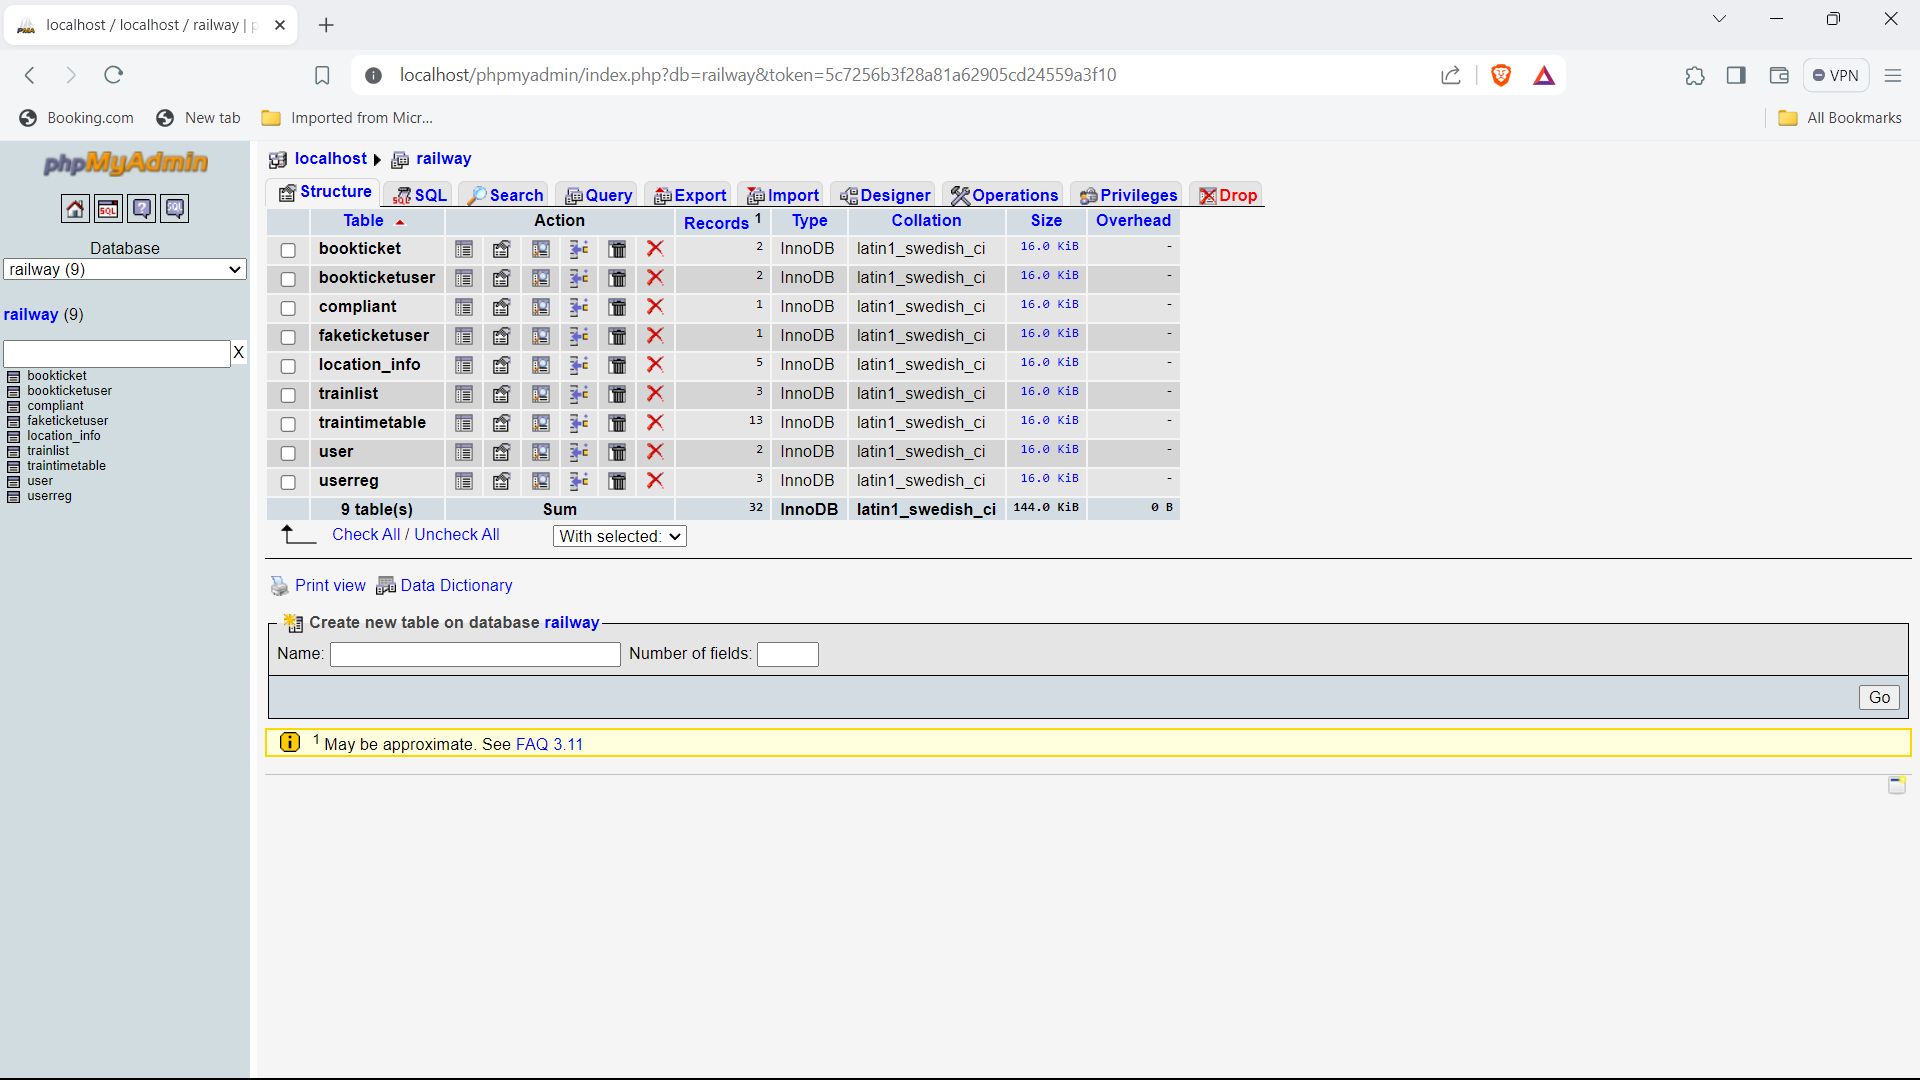 localhost / localhost / railway | p
localhost/phpmyadmin/index.php?db=railway&token=5c7256b3f28a81a62905cd24559a3f10
VPN
Booking.com New tab Imported from Micr... All Bookmarks
phpMyAdmin
SQL ? SQL
Database
railway (9)
railway (9)
X
bookticket
bookticketuser
compliant
faketicketuser
location_info
trainlist
traintimetable
user
userreg
localhost railway
Structure SQL Search Query Export Import Designer Operations Privileges Drop
Table Action Records 1 Type Collation Size Overhead
bookticket 2 InnoDB latin1_swedish_ci 16.0 KiB -
bookticketuser 2 InnoDB latin1_swedish_ci 16.0 KiB -
compliant 1 InnoDB latin1_swedish_ci 16.0 KiB -
faketicketuser 1 InnoDB latin1_swedish_ci 16.0 KiB -
location_info 5 InnoDB latin1_swedish_ci 16.0 KiB -
trainlist 3 InnoDB latin1_swedish_ci 16.0 KiB -
traintimetable 13 InnoDB latin1_swedish_ci 16.0 KiB -
user 2 InnoDB latin1_swedish_ci 16.0 KiB -
userreg 3 InnoDB latin1_swedish_ci 16.0 KiB -
9 table(s) Sum 32 InnoDB latin1_swedish_ci 144.0 KiB 0 B
Check All / Uncheck All With selected:
Print view Data Dictionary
Create new table on database railway
Name: Number of fields:
Go
1 May be approximate. See FAQ 3.11